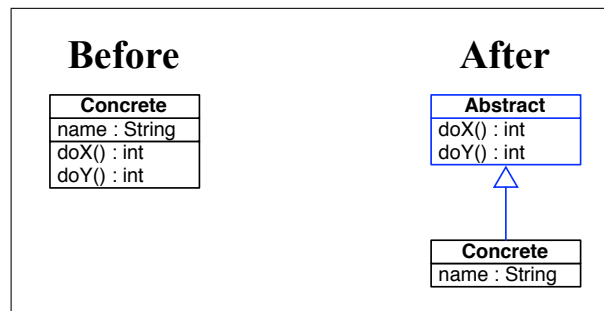 Before
Concrete
name : String
doX() : int
doY() : int
After
Abstract
doX() : int
doY() : int
Concrete
name : String